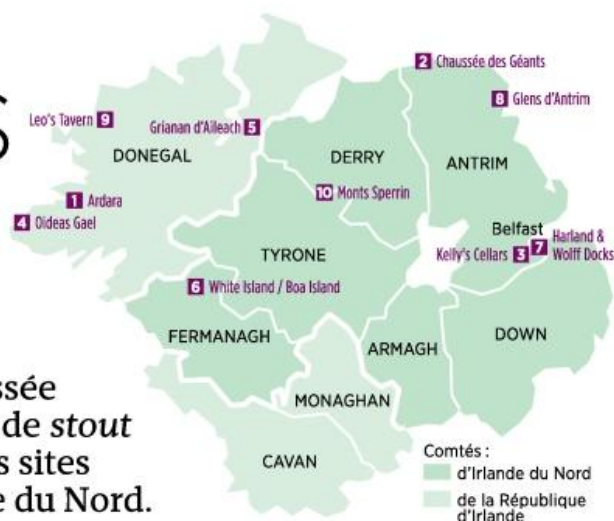 S
2 Chaussée des Géants
8 Glens d'Antrim
Leo's Tavern 9
Grianan d'Aileach 5
DONEGAL
DERRY
ANTRIM
1 Ardara
10 Monts Sperrin
4 Oideas Gael
Belfast
Harland &
Kelly's Cellars 3 7 Wolff Docks
TYRONE
6 White Island / Boa Island
FERMANAGH
ARMAGH
DOWN
MONAGHAN
CAVAN
ssée
de stout
s sites
e du Nord.
Comtés :
d'Irlande du Nord
de la République
d'Irlande